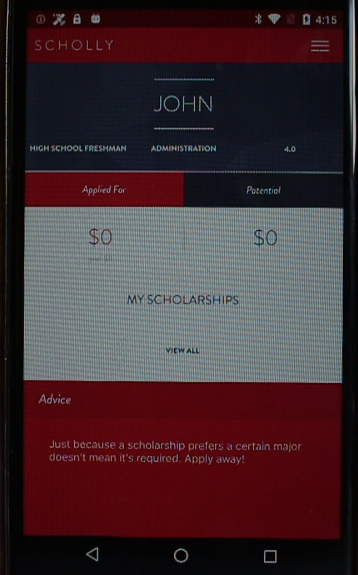 4:15
SCHOLLY
JOHN
HIGH SCHOOL FRESHMAN ADMINISTRATION 4.0
Applied For Potential
$0 $0
MY SCHOLARSHIPS
VIEW ALL
Advice
Just because a scholarship prefers a certain major
doesn't mean it's required. Apply away!